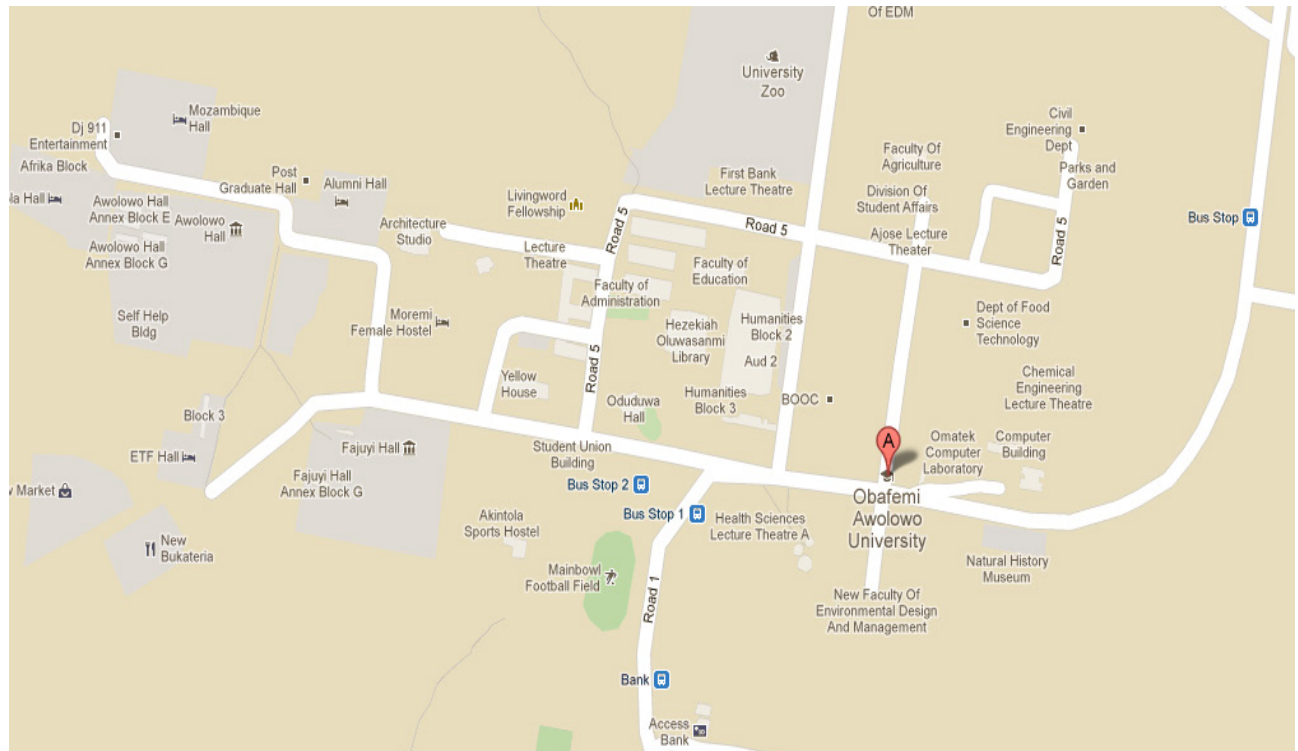 Of EDM
University
Zoo
Mozambique
Hall
Dj 911
Entertainment
Civil
Engineering
Dept
Afrika Block
Post
Graduate Hall
Alumni Hall
First Bank
Lecture Theatre
Faculty Of
Agriculture
Parks and
Garden
la Hall
Awolowo Hall
Annex Block E
Awolowo
Hall
Livingword
Fellowship
Division Of
Student Affairs
Bus Stop
Architecture
Studio
Road 5
Road 5
Road 5
Ajose Lecture
Theater
Awolowo Hall
Annex Block G
Lecture
Theatre
Faculty of
Education
Faculty of
Administration
Self Help
Bldg
Moremi
Female Hostel
Hezekiah
Oluwasanmi
Library
Humanities
Block 2
Dept of Food
Science
Technology
Aud 2
Road 5
Yellow
House
Chemical
Engineering
Lecture Theatre
Oduduwa
Hall
Humanities
Block 3
BOOC
Block 3
ETF Hall
Fajuyi Hall
Student Union
Building
A
Omatek
Computer
Laboratory
Computer
Building
Fajuyi Hall
Annex Block G
Bus Stop 2
w Market
Obafemi
Awolowo
University
Bus Stop 1
Akintola
Sports Hostel
Health Sciences
Lecture Theatre A
New
Bukateria
Natural History
Museum
Mainbowl
Football Field
Road 1
New Faculty Of
Environmental Design
And Management
Bank
Access
Bank